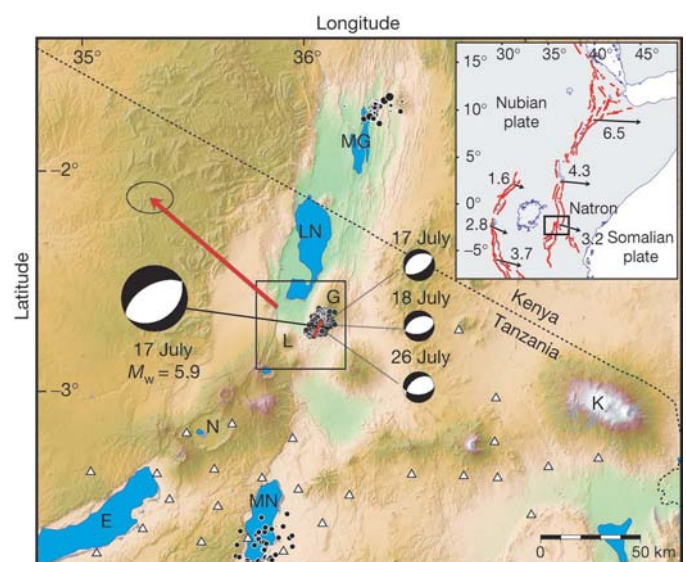 Longitude
35°
36°
30° 35° 40° 45°
15°
10°
5°
0°
−5°
Nubian
plate
6.5
1.6
4.3
Natron
2.8
3.2
3.7
Somalian
plate
MG
−2°
LN
Latitude
17 July
G
18 July
L
26 July
Kenya
Tanzania
17 July
Mw = 5.9
−3°
K
N
MN
E
0 km 50 km